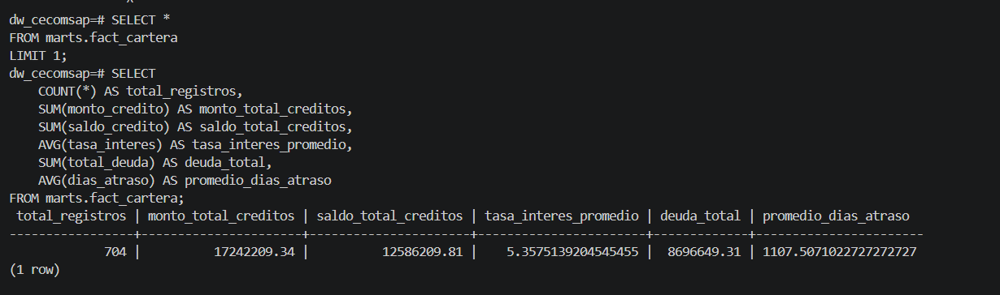 dw_cecomsap=# SELECT *
FROM marts.fact_cartera
LIMIT 1;
dw_cecomsap=# SELECT
    COUNT(*) AS total_registros,
    SUM(monto_credito) AS monto_total_creditos,
    SUM(saldo_credito) AS saldo_total_creditos,
    AVG(tasa_interes) AS tasa_interes_promedio,
    SUM(total_deuda) AS deuda_total,
    AVG(dias_atraso) AS promedio_dias_atraso
FROM marts.fact_cartera;
 total_registros | monto_total_creditos | saldo_total_creditos | tasa_interes_promedio | deuda_total | promedio_dias_atraso
-----------------+----------------------+----------------------+-----------------------+-------------+-----------------------
             704 |          17242209.34 |          12586209.81 |    5.3575139204545455 |  8696649.31 | 1107.5071022727272727
(1 row)